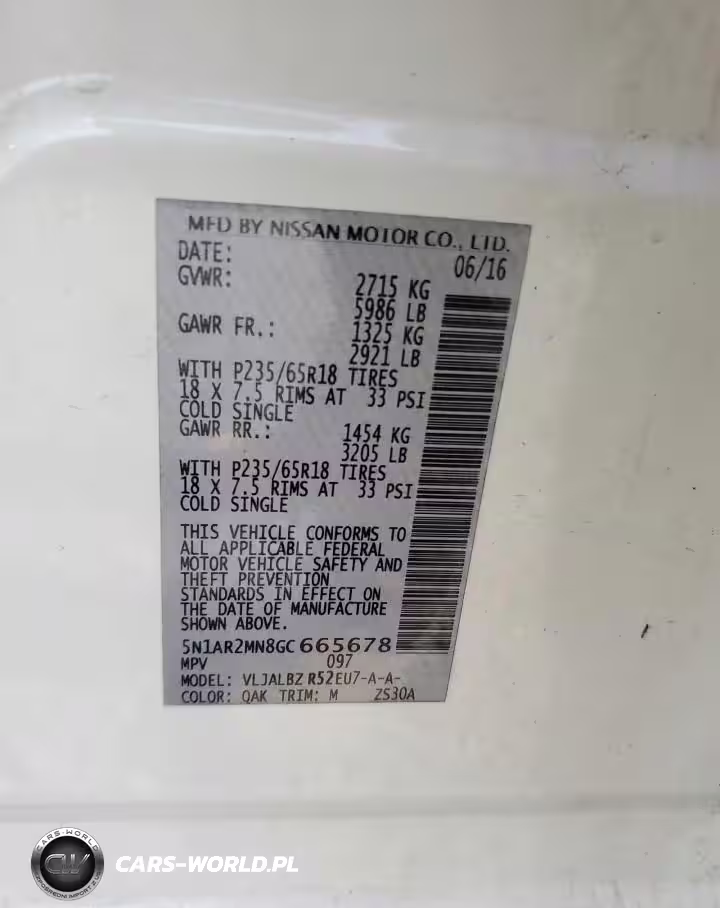 MFD BY NISSAN MOTOR CO., LTD.
DATE: 06/16
GVWR: 2715 KG
5986 LB
GAWR FR.: 1325 KG
2921 LB
WITH P235/65R18 TIRES
18 X 7.5 RIMS AT 33 PSI
COLD SINGLE
GAWR RR.: 1454 KG
3205 LB
WITH P235/65R18 TIRES
18 X 7.5 RIMS AT 33 PSI
COLD SINGLE
THIS VEHICLE CONFORMS TO
ALL APPLICABLE FEDERAL
MOTOR VEHICLE SAFETY AND
THEFT PREVENTION
STANDARDS IN EFFECT ON
THE DATE OF MANUFACTURE
SHOWN ABOVE.
5N1AR2MN8GC665678
MPV 097
MODEL: VLJALBZ R52EU7-A-A-
COLOR: QAK TRIM: M ZS30A
CARS-WORLD
CW
CARS-WORLD.PL